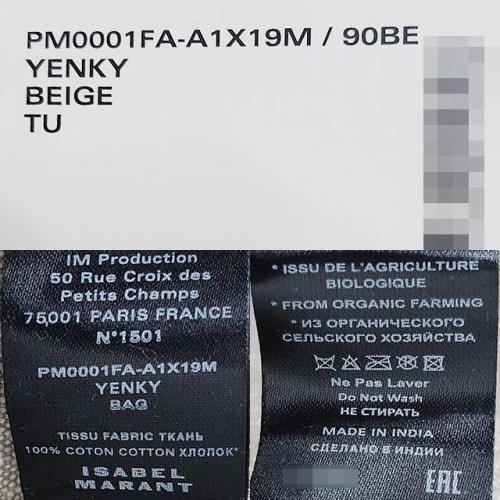 PM0001FA-A1X19M / 90BE
YENKY
BEIGE
TU
IM Production
50 Rue Croix des
Petits Champs
75001 PARIS FRANCE
N°1501
PM0001FA-A1X19M
YENKY
BAG
TISSU FABRIC ТКАНЬ
100% COTON COTTON ХЛОПОК*
ISABEL
MARANT
* ISSU DE L'AGRICULTURE
BIOLOGIQUE
* FROM ORGANIC FARMING
* ИЗ ОРГАНИЧЕСКОГО
СЕЛЬСКОГО ХОЗЯЙСТВА
Ne Pas Laver
Do Not Wash
НЕ СТИРАТЬ
MADE IN INDIA
СДЕЛАНО В ИНДИИ
EAC